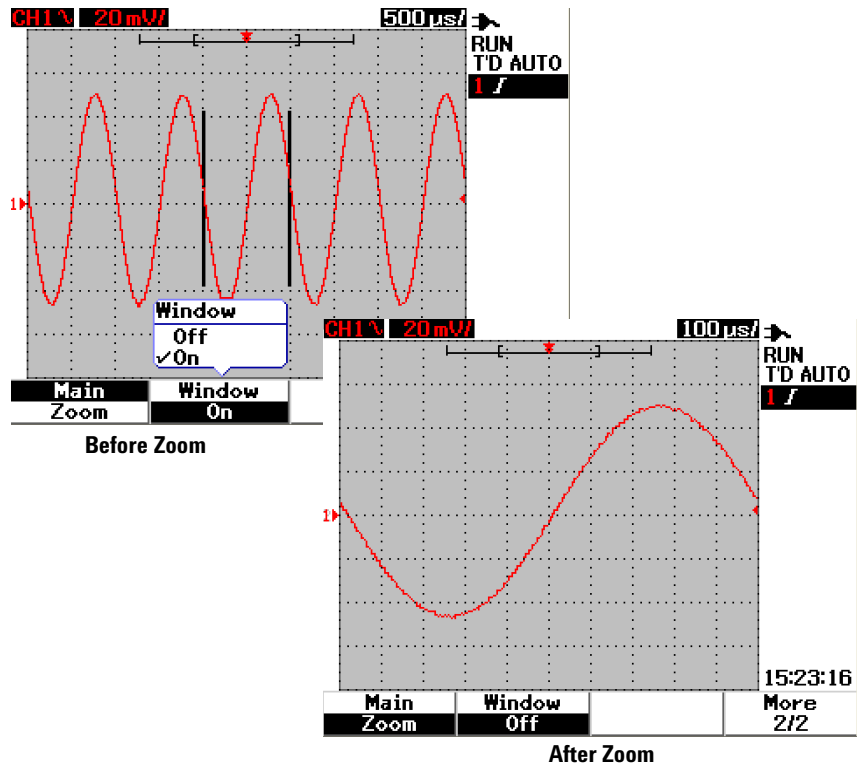 CH1 20 mV/ 500 µs/
RUN
T'D AUTO
1
1
Window
Off
✓On
Main Window
Zoom On
Before Zoom
CH1 20 mV/ 100 µs/
RUN
T'D AUTO
1
1
15:23:16
Main Window More
Zoom Off 2/2
After Zoom